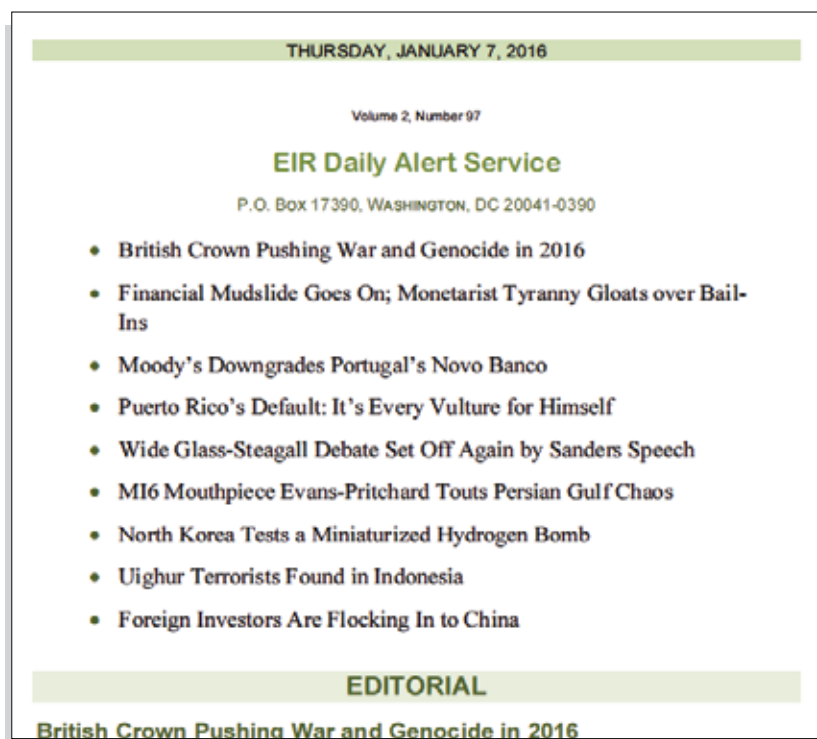 THURSDAY, JANUARY 7, 2016
Volume 2, Number 97
EIR Daily Alert Service
P.O. Box 17390, Washington, DC 20041-0390
• British Crown Pushing War and Genocide in 2016
• Financial Mudslide Goes On; Monetarist Tyranny Gloats over Bail-
Ins
• Moody's Downgrades Portugal's Novo Banco
• Puerto Rico's Default: It's Every Vulture for Himself
• Wide Glass-Steagall Debate Set Off Again by Sanders Speech
• MI6 Mouthpiece Evans-Pritchard Touts Persian Gulf Chaos
• North Korea Tests a Miniaturized Hydrogen Bomb
• Uighur Terrorists Found in Indonesia
• Foreign Investors Are Flocking In to China
EDITORIAL
British Crown Pushing War and Genocide in 2016